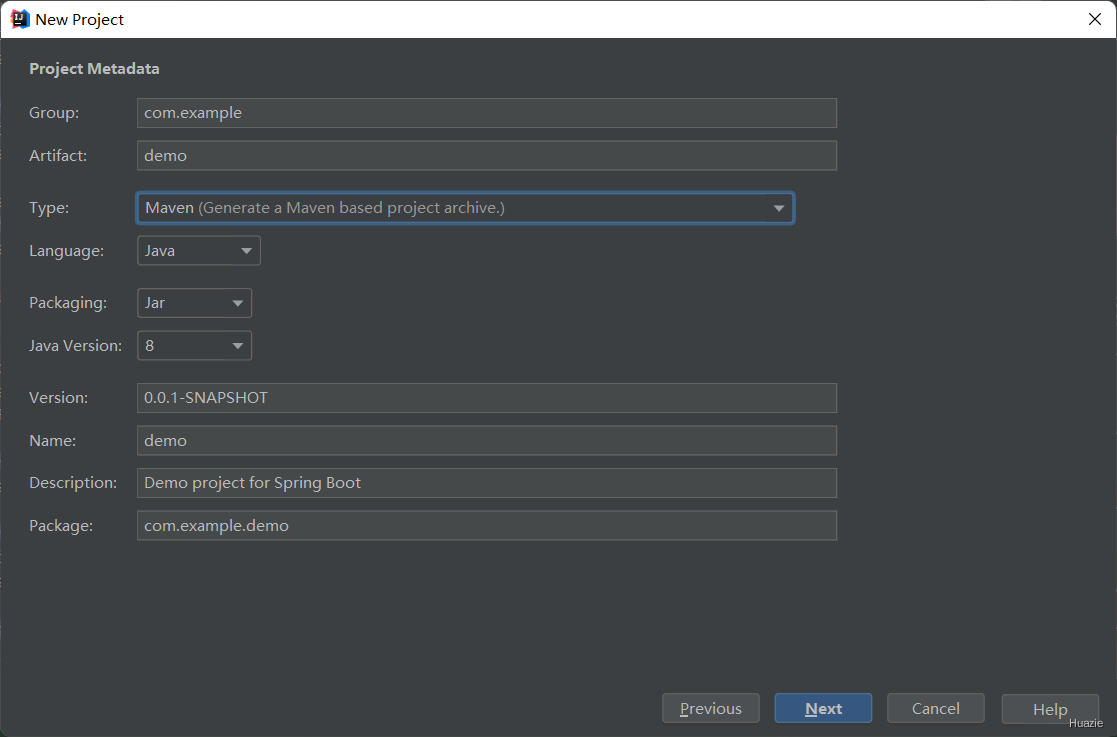 New Project
Project Metadata
Group: com.example
Artifact: demo
Type: Maven (Generate a Maven based project archive.)
Language: Java
Packaging: Jar
Java Version: 8
Version: 0.0.1-SNAPSHOT
Name: demo
Description: Demo project for Spring Boot
Package: com.example.demo
Previous Next Cancel Help
Huazie